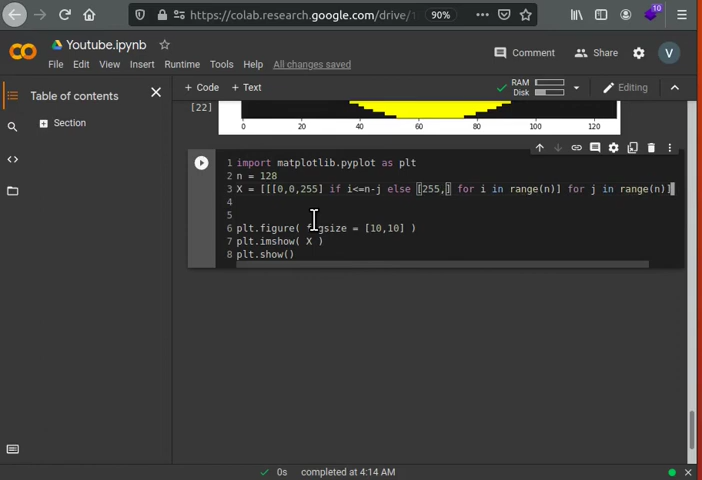 https://colab.research.google.com/drive/1
90%
10
Youtube.ipynb
File Edit View Insert Runtime Tools Help All changes saved
Comment Share V
+ Code + Text RAM Disk Editing
Table of contents
Section
[22]
0 20 40 60 80 100 120
1 import matplotlib.pyplot as plt
2 n = 128
3 X = [[[0,0,255] if i<=n-j else [255,] for i in range(n)] for j in range(n)]
4
5
6 plt.figure( figsize = [10,10] )
7 plt.imshow( X )
8 plt.show()
0s completed at 4:14 AM